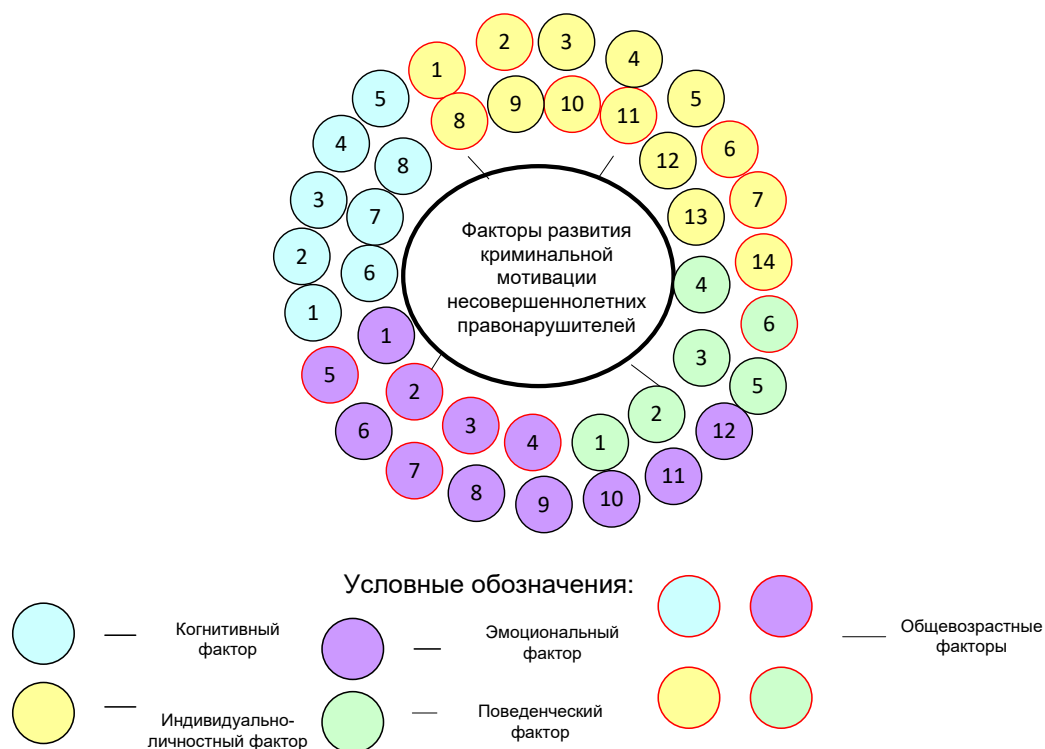 2
3
4
1
5
5
9
10
11
8
6
4
12
8
7
3
7
13
Факторы развития
криминальной
мотивации
несовершеннолетних
правонарушителей
2
6
14
4
1
6
1
3
5
5
2
2
12
6
3
4
1
7
11
8
9
10
Условные обозначения:
Когнитивный
фактор
Эмоциональный
фактор
Общевозрастные
факторы
Индивидуально-
личностный фактор
Поведенческий
фактор